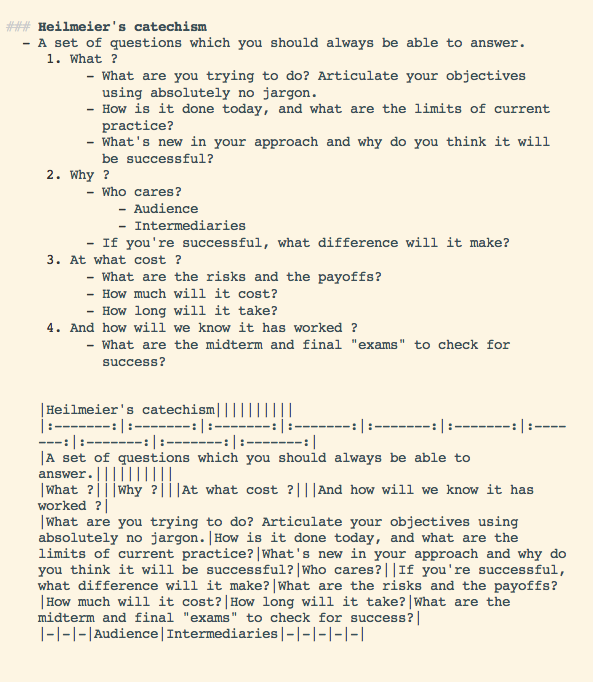 ### Heilmeier's catechism
- A set of questions which you should always be able to answer.
1. What ?
- What are you trying to do? Articulate your objectives
using absolutely no jargon.
- How is it done today, and what are the limits of current
practice?
- What's new in your approach and why do you think it will
be successful?
2. Why ?
- Who cares?
- Audience
- Intermediaries
- If you're successful, what difference will it make?
3. At what cost ?
- What are the risks and the payoffs?
- How much will it cost?
- How long will it take?
4. And how will we know it has worked ?
- What are the midterm and final "exams" to check for
success?
|Heilmeier's catechism||||||||||
|:-------:|:-------:|:-------:|:-------:|:-------:|:-------:|:----
---:|:-------:|:-------:|:-------:|
|A set of questions which you should always be able to
answer.||||||||||
|What ?|||Why ?|||At what cost ?|||And how will we know it has
worked ?|
|What are you trying to do? Articulate your objectives using
absolutely no jargon.|How is it done today, and what are the
limits of current practice?|What's new in your approach and why do
you think it will be successful?|Who cares?||If you're successful,
what difference will it make?|What are the risks and the payoffs?
|How much will it cost?|How long will it take?|What are the
midterm and final "exams" to check for success?|
|-|-|-|Audience|Intermediaries|-|-|-|-|-|